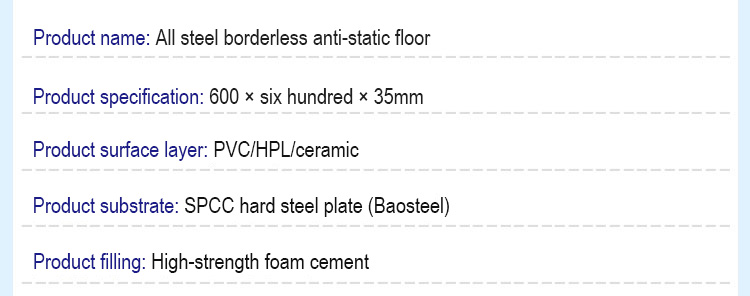 Product name: All steel borderless anti-static floor
Product specification: 600 × six hundred × 35mm
Product surface layer: PVC/HPL/ceramic
Product substrate: SPCC hard steel plate (Baosteel)
Product filling: High-strength foam cement